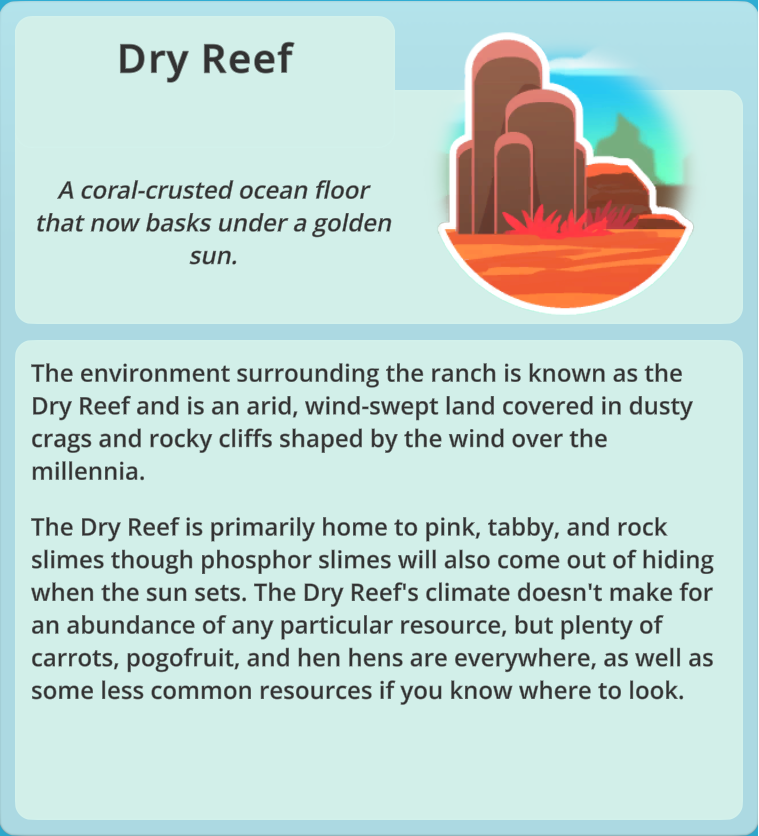 Dry Reef
A coral-crusted ocean floor
that now basks under a golden
sun.
The environment surrounding the ranch is known as the
Dry Reef and is an arid, wind-swept land covered in dusty
crags and rocky cliffs shaped by the wind over the
millennia.
The Dry Reef is primarily home to pink, tabby, and rock
slimes though phosphor slimes will also come out of hiding
when the sun sets. The Dry Reef's climate doesn't make for
an abundance of any particular resource, but plenty of
carrots, pogofruit, and hen hens are everywhere, as well as
some less common resources if you know where to look.